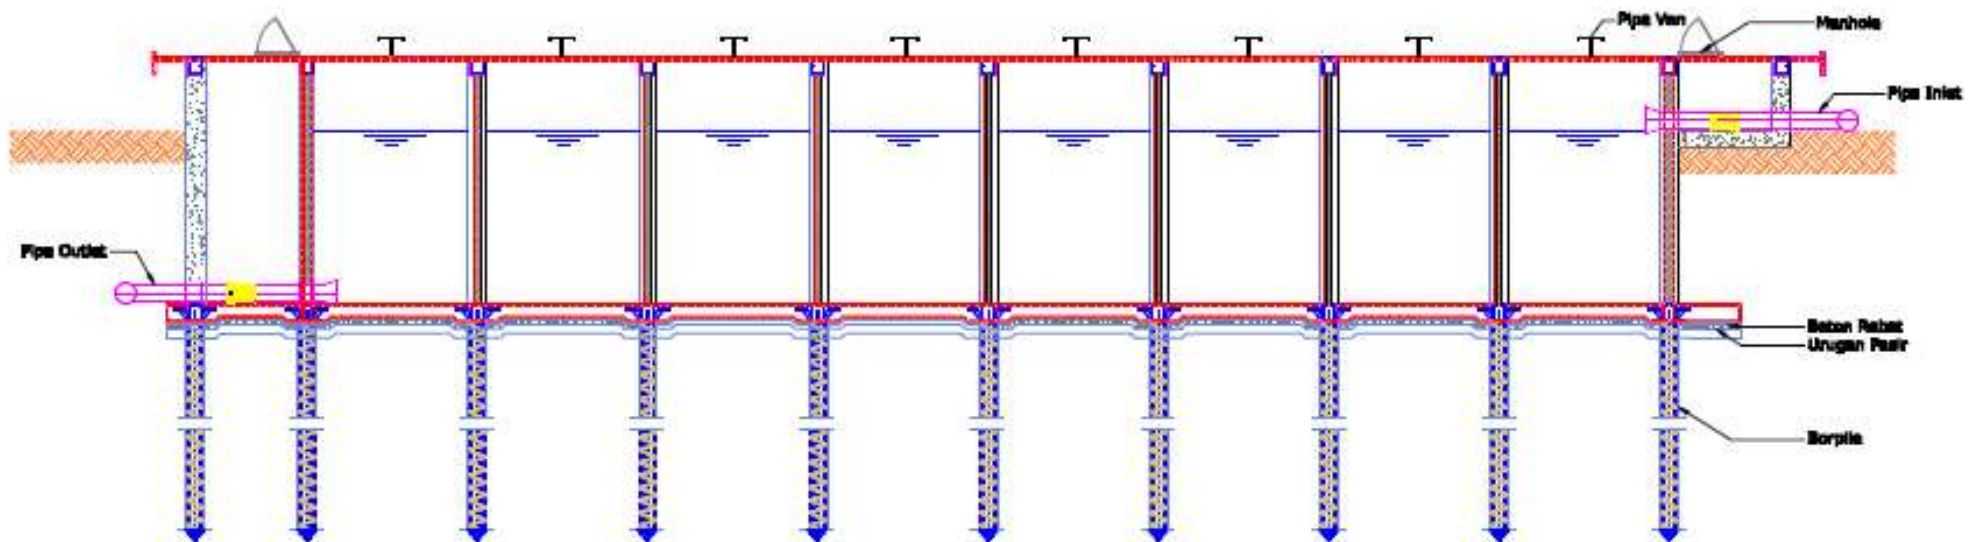 Pipa Ven
Manhole
Pipa Inlet
Pipa Outlet
Beton Rabat
Urugan Pasir
Borpile